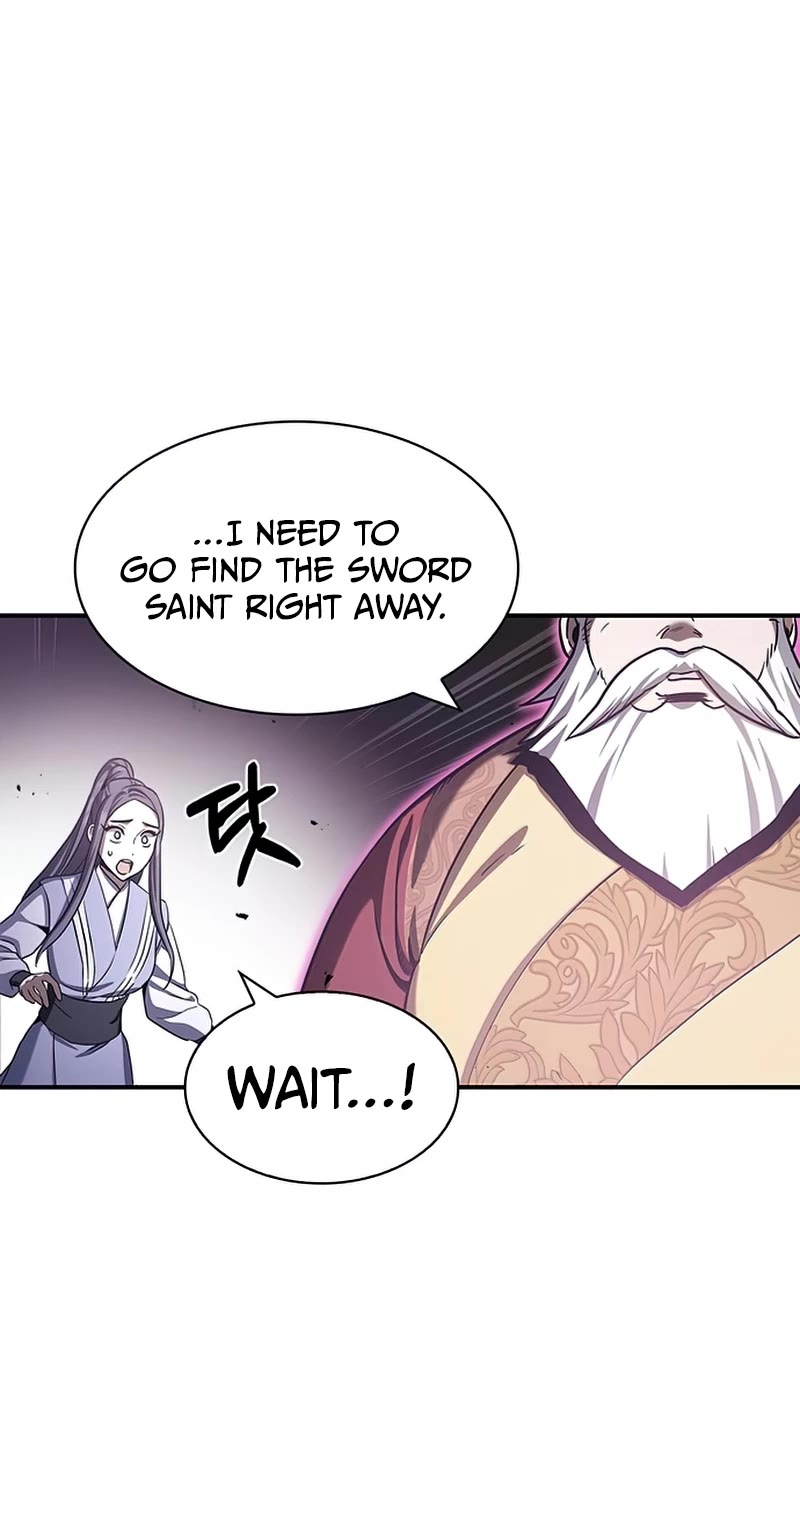 ...I NEED TO
GO FIND THE SWORD
SAINT RIGHT AWAY.
탓
WAIT...!